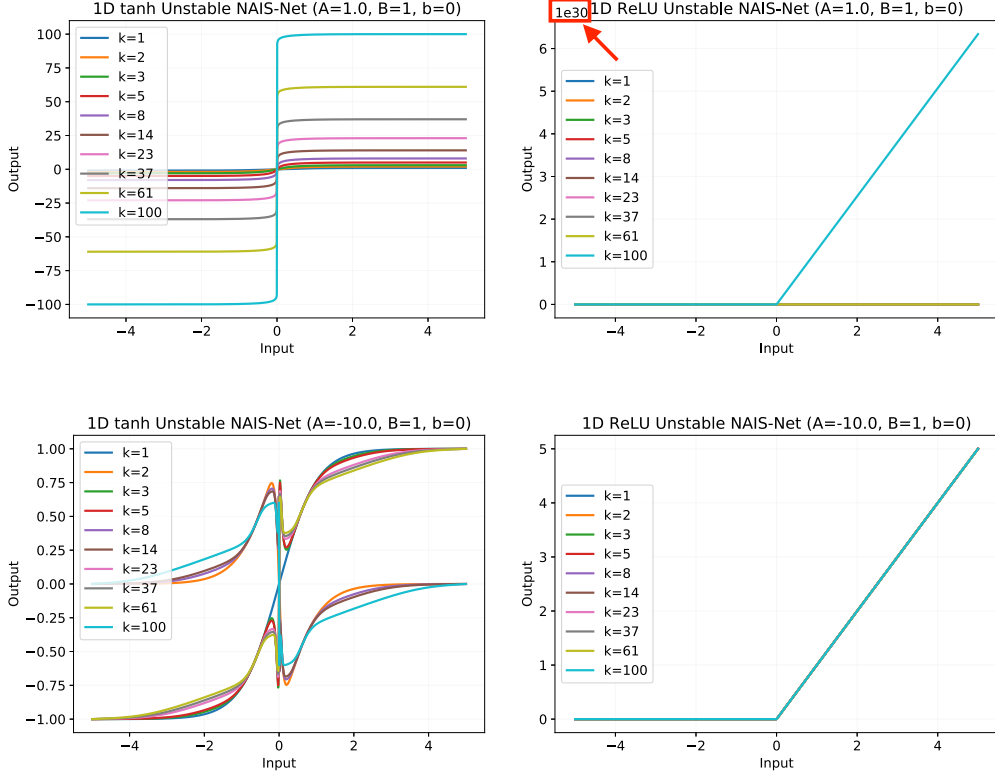 1D tanh Unstable NAIS-Net (A=1.0, B=1, b=0)
100
75
50
25
0
−25
−50
−75
−100
Output
k=1
k=2
k=3
k=5
k=8
k=14
k=23
k=37
k=61
k=100
−4
−2
0
2
4
Input
1D ReLU Unstable NAIS-Net (A=1.0, B=1, b=0)
1e30
6
5
4
3
2
1
0
Output
k=1
k=2
k=3
k=5
k=8
k=14
k=23
k=37
k=61
k=100
−4
−2
0
2
4
Input
1D tanh Unstable NAIS-Net (A=-10.0, B=1, b=0)
1.00
0.75
0.50
0.25
0.00
−0.25
−0.50
−0.75
−1.00
Output
k=1
k=2
k=3
k=5
k=8
k=14
k=23
k=37
k=61
k=100
−4
−2
0
2
4
Input
1D ReLU Unstable NAIS-Net (A=-10.0, B=1, b=0)
5
4
3
2
1
0
Output
k=1
k=2
k=3
k=5
k=8
k=14
k=23
k=37
k=61
k=100
−4
−2
0
2
4
Input